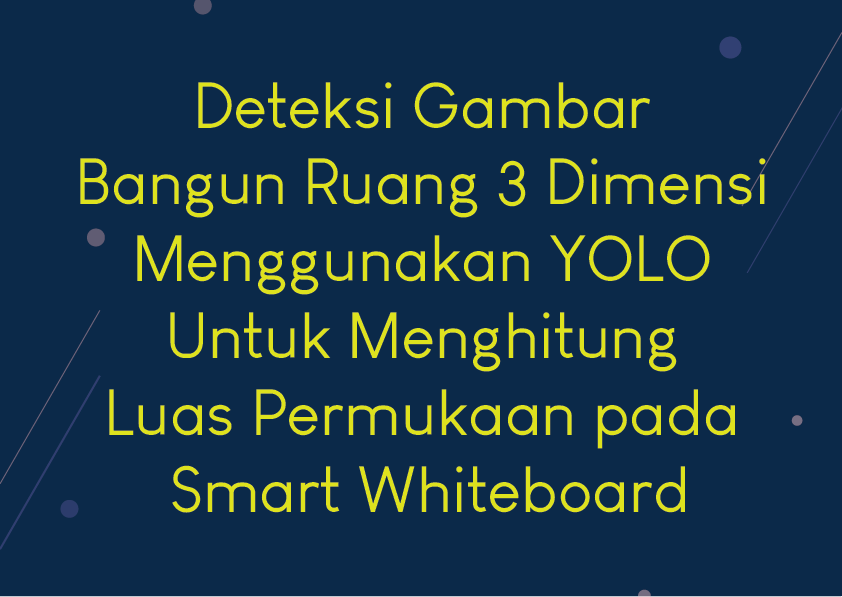 Deteksi Gambar
Bangun Ruang 3 Dimensi
Menggunakan YOLO
Untuk Menghitung
Luas Permukaan pada
Smart Whiteboard